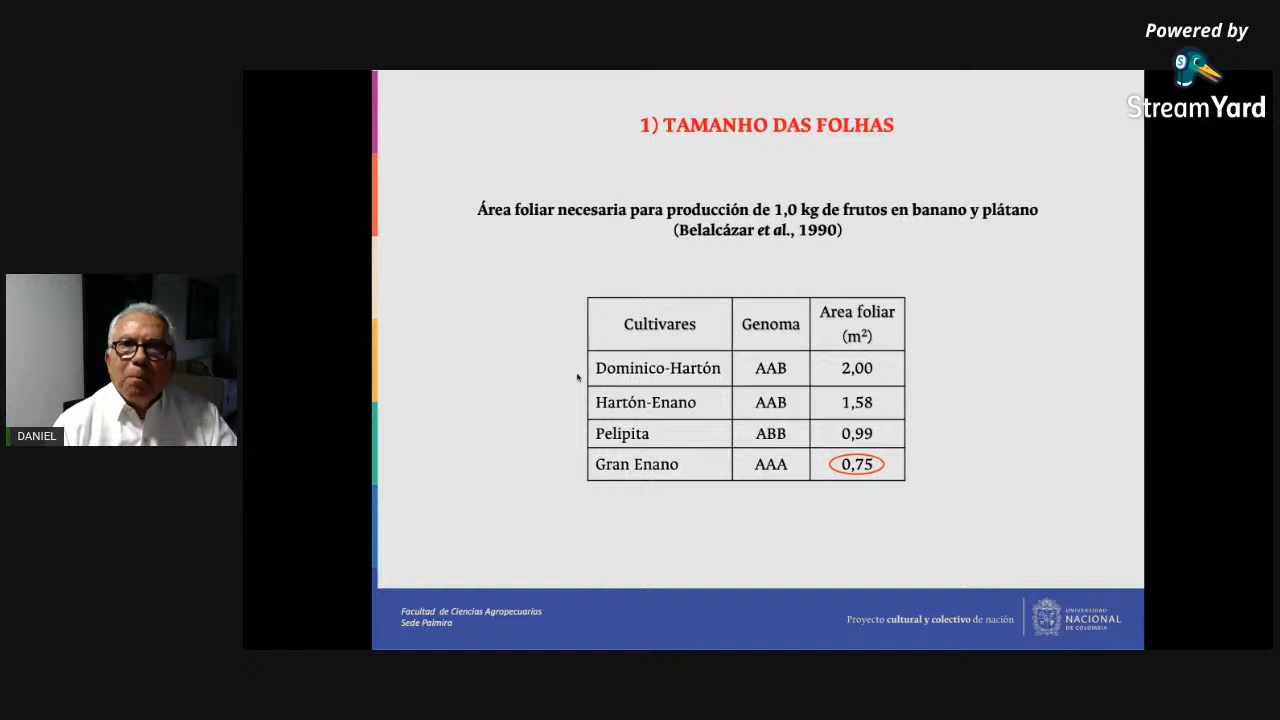 Powered by
StreamYard
1) TAMANHO DAS FOLHAS
Área foliar necesaria para producción de 1,0 kg de frutos en banano y plátano
(Belalcázar et al., 1990)
Cultivares Genoma Area foliar (m²)
Dominico-Hartón AAB 2,00
Hartón-Enano AAB 1,58
Pelipita ABB 0,99
Gran Enano AAA 0,75
DANIEL
Facultad de Ciencias Agropecuarias
Sede Palmira
Proyecto cultural y colectivo de nación
UNIVERSIDAD
NACIONAL
DE COLOMBIA